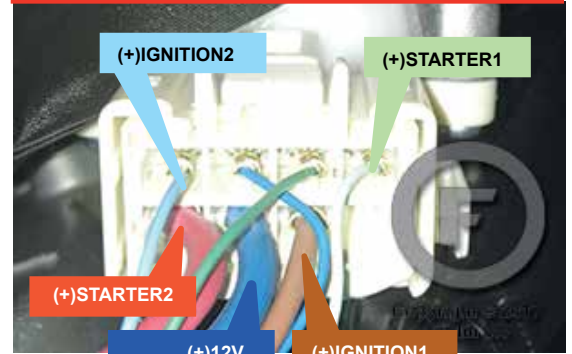 (+)IGNITION2
(+)STARTER1
(+)STARTER2
(+)12V
(+)IGNITION1
F